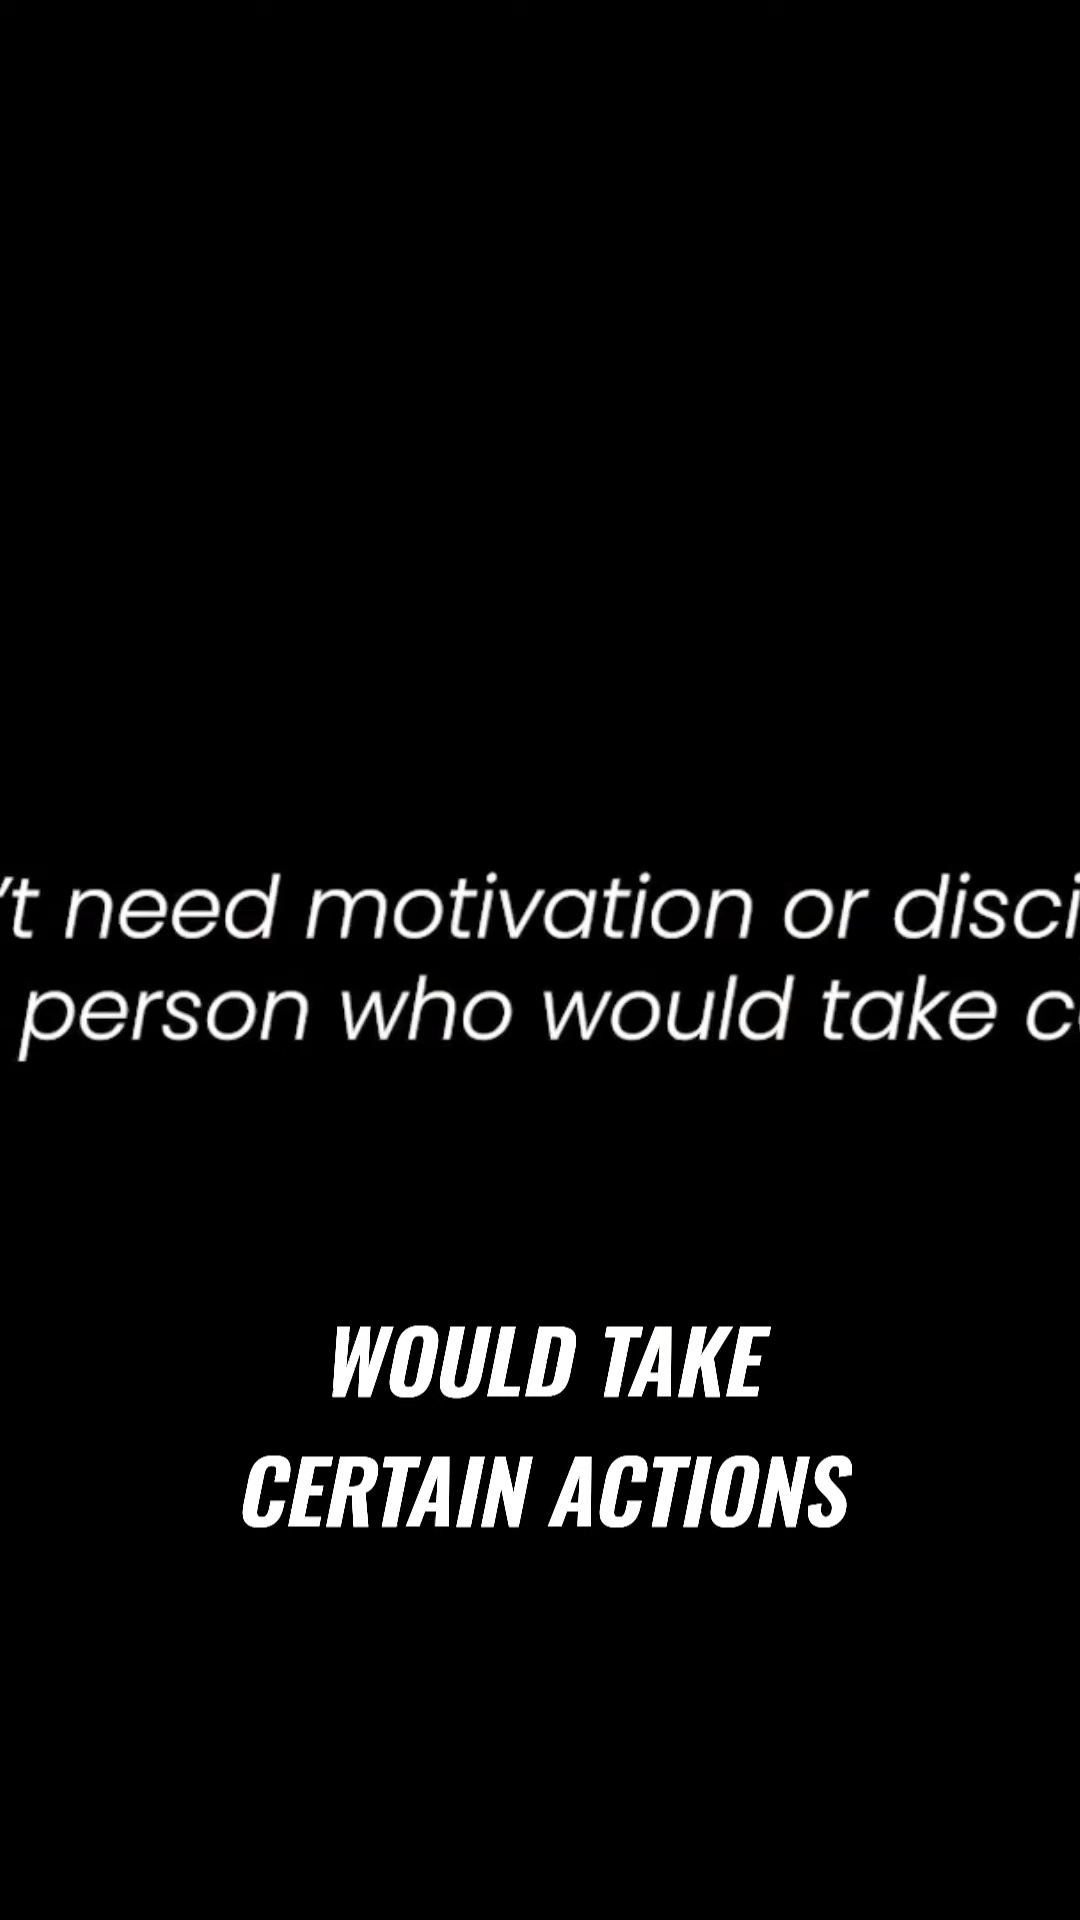 't need motivation or disci
person who would take c
WOULD TAKE
CERTAIN ACTIONS